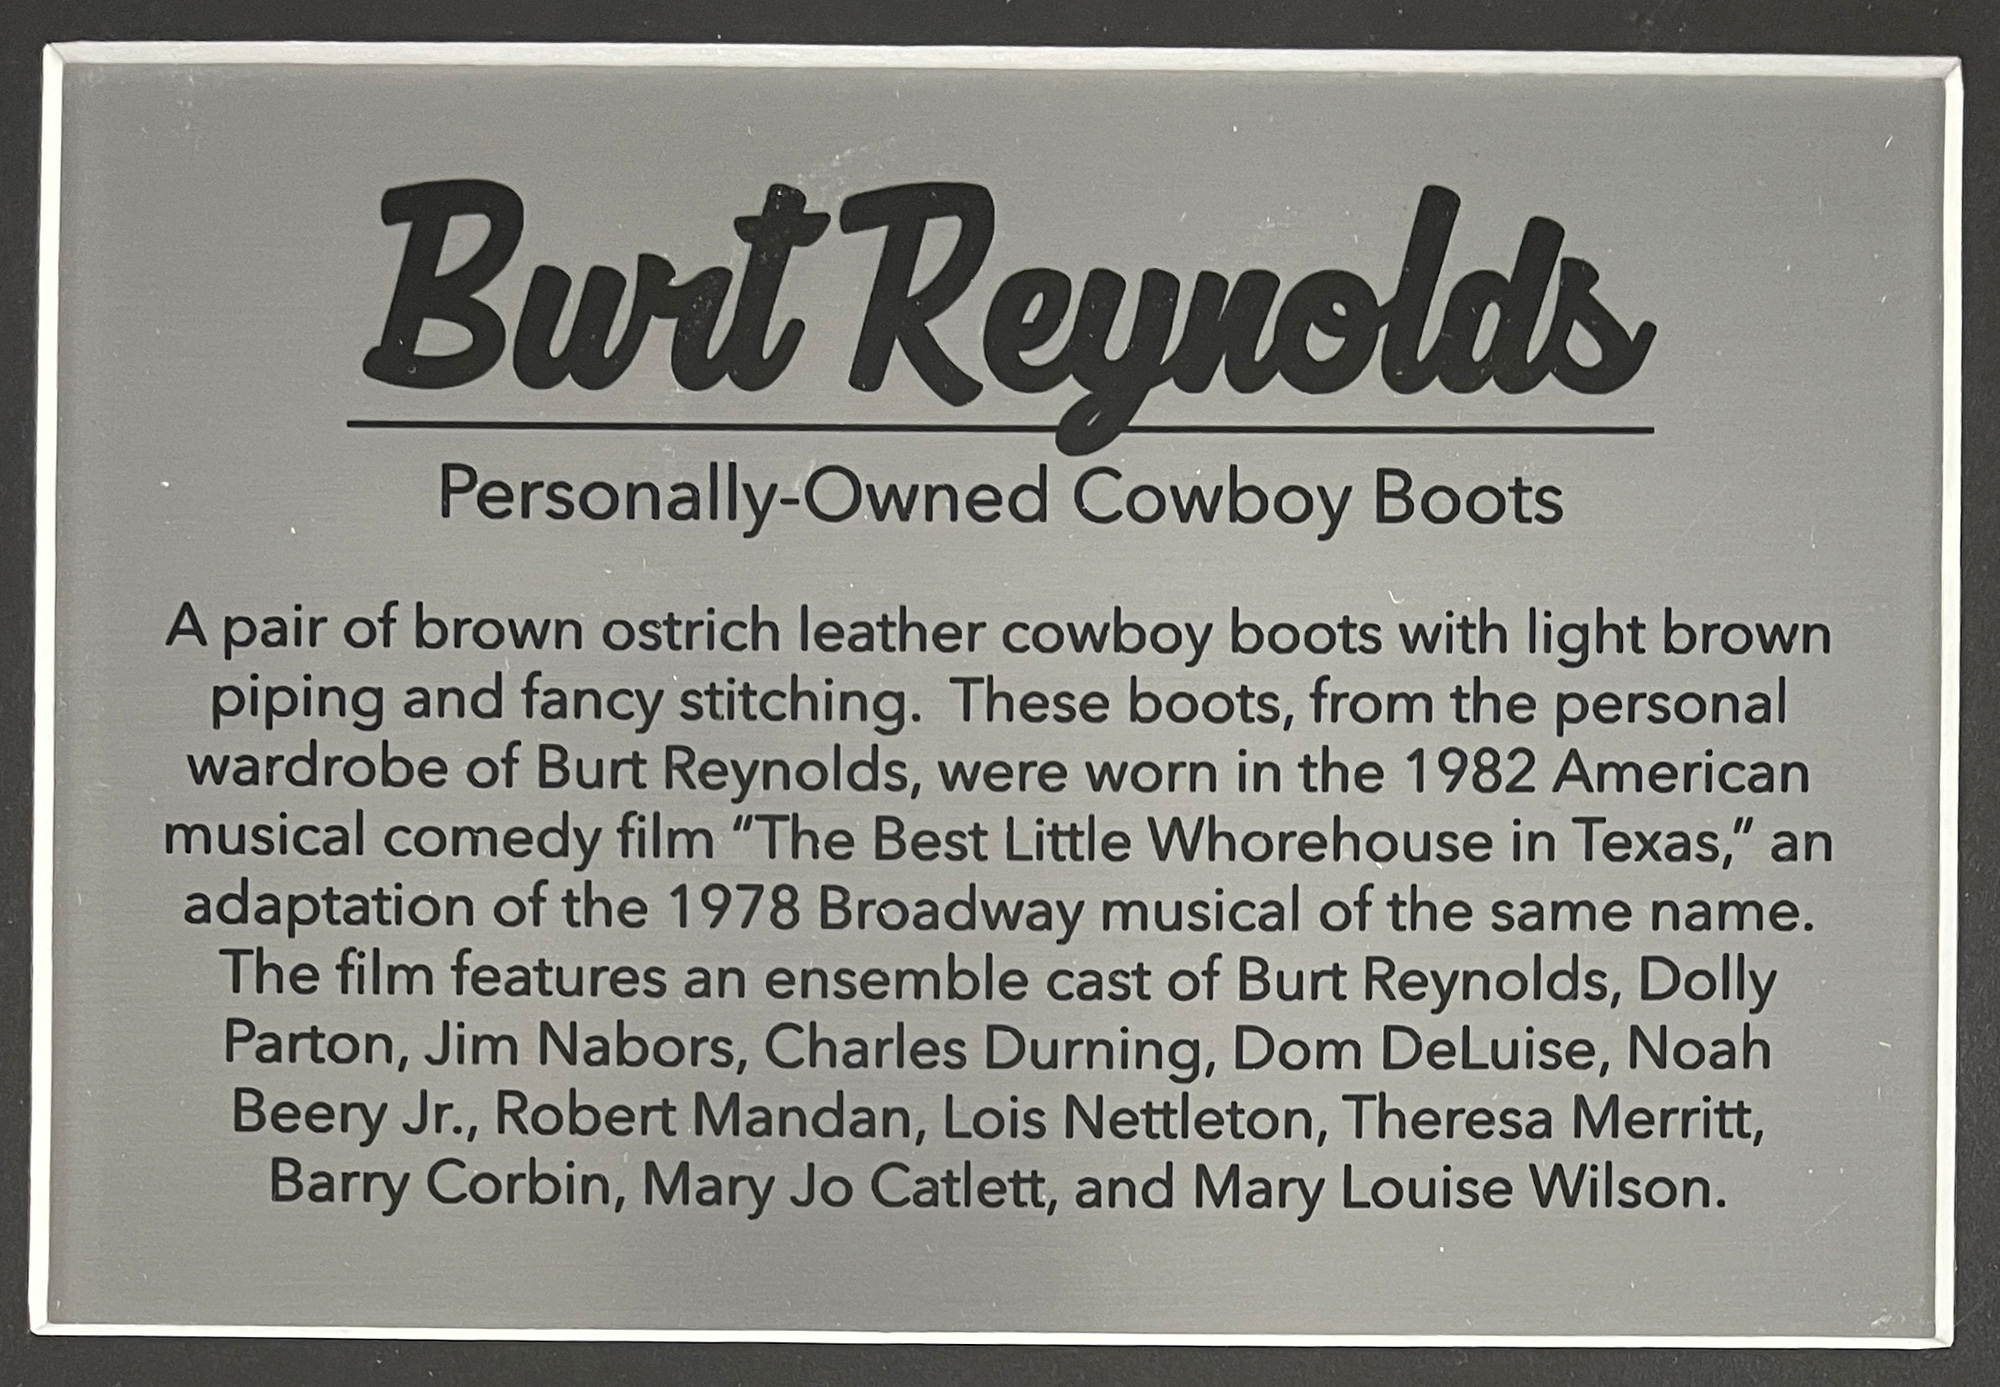 Burt Reynolds
Personally-Owned Cowboy Boots
A pair of brown ostrich leather cowboy boots with light brown
piping and fancy stitching.  These boots, from the personal
wardrobe of Burt Reynolds, were worn in the 1982 American
musical comedy film "The Best Little Whorehouse in Texas," an
adaptation of the 1978 Broadway musical of the same name.
The film features an ensemble cast of Burt Reynolds, Dolly
Parton, Jim Nabors, Charles Durning, Dom DeLuise, Noah
Beery Jr., Robert Mandan, Lois Nettleton, Theresa Merritt,
Barry Corbin, Mary Jo Catlett, and Mary Louise Wilson.